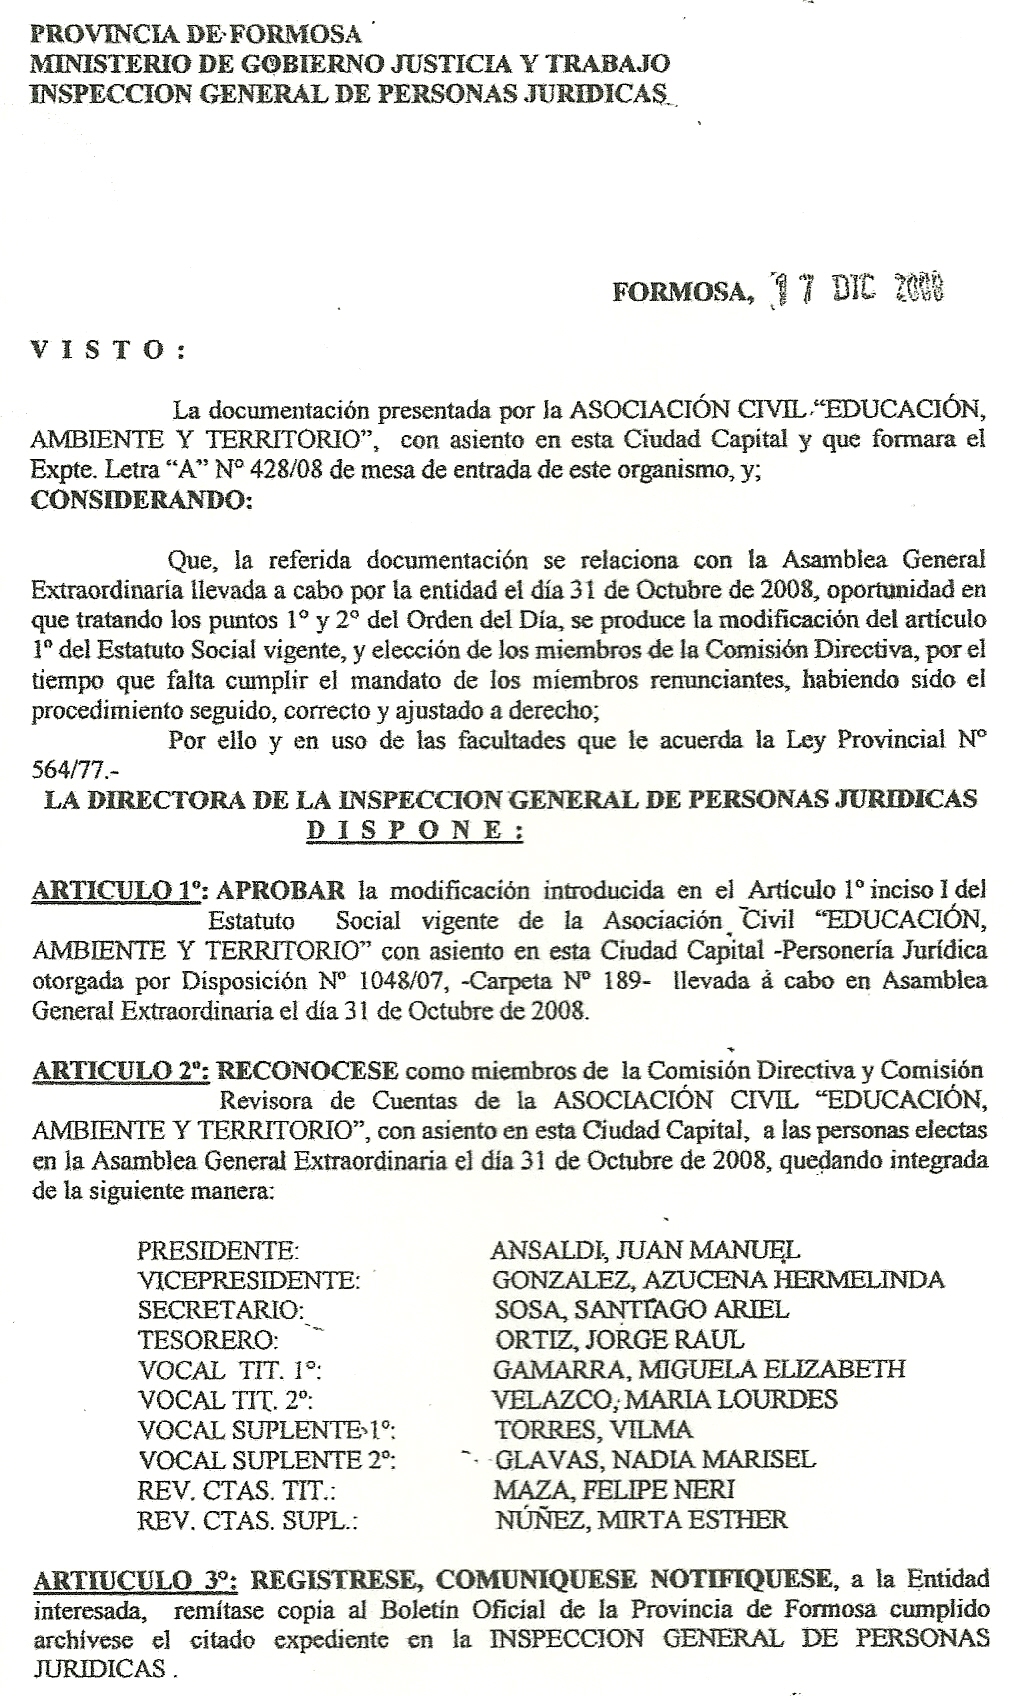 PROVINCIA DE FORMOSA
MINISTERIO DE GOBIERNO JUSTICIA Y TRABAJO
INSPECCION GENERAL DE PERSONAS JURIDICAS
FORMOSA, 17 DIC 2008
V I S T O :
La documentación presentada por la ASOCIACIÓN CIVIL "EDUCACIÓN,
AMBIENTE Y TERRITORIO", con asiento en esta Ciudad Capital y que formara el
Expte. Letra "A" Nº 428/08 de mesa de entrada de este organismo, y;
CONSIDERANDO:
Que, la referida documentación se relaciona con la Asamblea General
Extraordinaria llevada a cabo por la entidad el día 31 de Octubre de 2008, oportunidad en
que tratando los puntos 1º y 2º del Orden del Día, se produce la modificación del artículo
1º del Estatuto Social vigente, y elección de los miembros de la Comisión Directiva, por el
tiempo que falta cumplir el mandato de los miembros renunciantes, habiendo sido el
procedimiento seguido, correcto y ajustado a derecho;
Por ello y en uso de las facultades que le acuerda la Ley Provincial Nº
564/77.-
LA DIRECTORA DE LA INSPECCION GENERAL DE PERSONAS JURIDICAS
D I S P O N E :
ARTICULO 1º: APROBAR la modificación introducida en el Artículo 1º inciso I del
Estatuto Social vigente de la Asociación Civil "EDUCACIÓN,
AMBIENTE Y TERRITORIO" con asiento en esta Ciudad Capital -Personería Jurídica
otorgada por Disposición Nº 1048/07, -Carpeta Nº 189- llevada á cabo en Asamblea
General Extraordinaria el día 31 de Octubre de 2008.
ARTICULO 2º: RECONOCESE como miembros de la Comisión Directiva y Comisión
Revisora de Cuentas de la ASOCIACIÓN CIVIL "EDUCACIÓN,
AMBIENTE Y TERRITORIO", con asiento en esta Ciudad Capital, a las personas electas
en la Asamblea General Extraordinaria el día 31 de Octubre de 2008, quedando integrada
de la siguiente manera:
PRESIDENTE: ANSALDI, JUAN MANUEL
VICEPRESIDENTE: GONZALEZ, AZUCENA HERMELINDA
SECRETARIO: SOSA, SANTIAGO ARIEL
TESORERO: ORTIZ, JORGE RAUL
VOCAL TIT. 1º: GAMARRA, MIGUELA ELIZABETH
VOCAL TIT. 2º: VELAZCO, MARIA LOURDES
VOCAL SUPLENTE 1º: TORRES, VILMA
VOCAL SUPLENTE 2º: GLAVAS, NADIA MARISEL
REV. CTAS. TIT.: MAZA, FELIPE NERI
REV. CTAS. SUPL.: NÚÑEZ, MIRTA ESTHER
ARTIUCULO 3º: REGISTRESE, COMUNIQUESE NOTIFIQUESE, a la Entidad
interesada, remítase copia al Boletín Oficial de la Provincia de Formosa cumplido
archívese el citado expediente en la INSPECCION GENERAL DE PERSONAS
JURIDICAS .